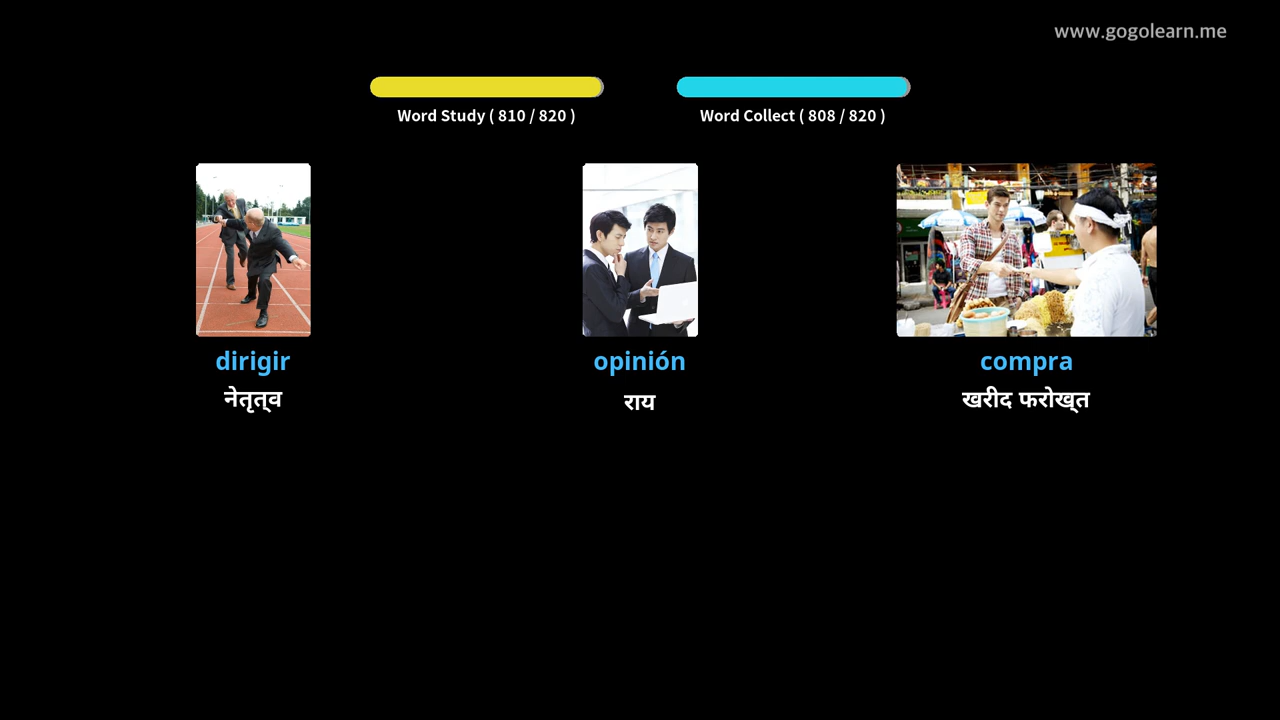 www.gogolearn.me
Word Study ( 810 / 820 )
Word Collect ( 808 / 820 )
dirigir
नेतृत्व
opinión
राय
compra
खरीद फरोख्त